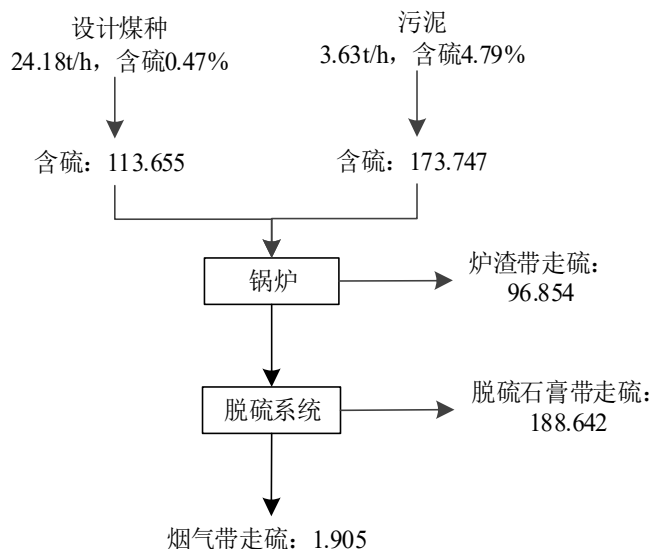 设计煤种
24.18t/h，含硫0.47%
污泥
3.63t/h，含硫4.79%
含硫：113.655
含硫：173.747
锅炉
炉渣带走硫：
96.854
脱硫系统
脱硫石膏带走硫：
188.642
烟气带走硫：1.905